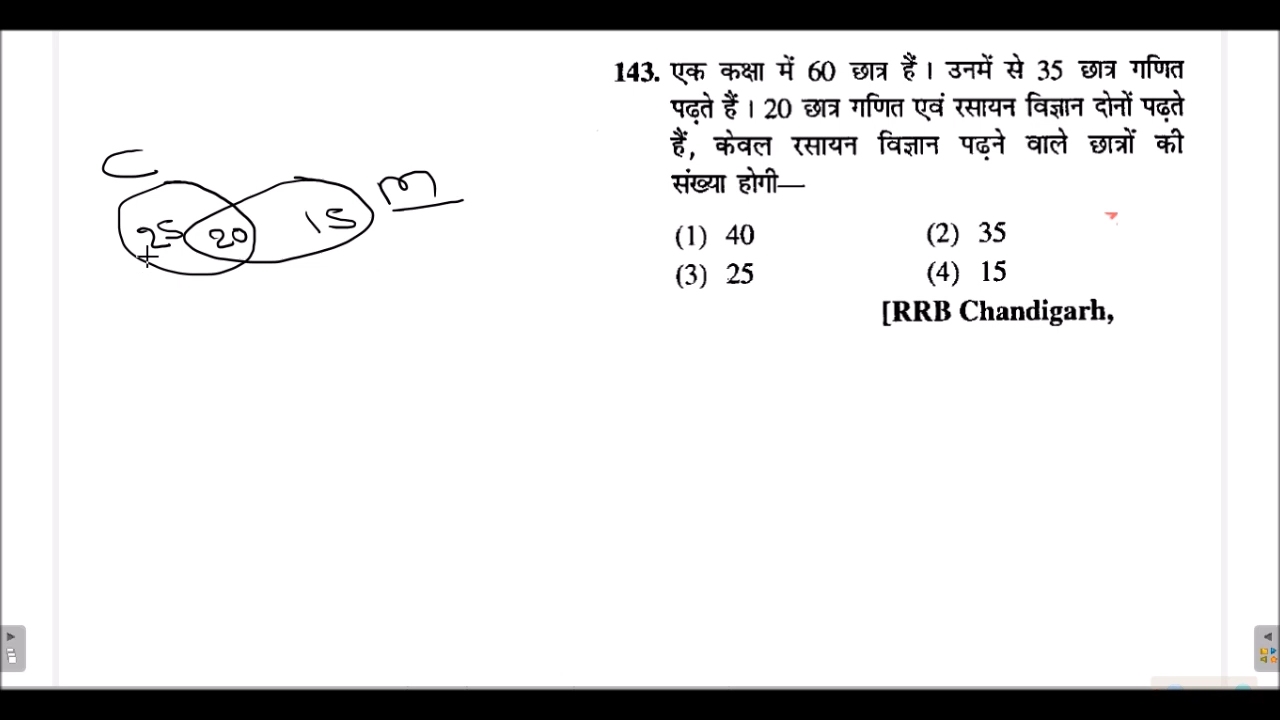 143. एक कक्षा में 60 छात्र हैं। उनमें से 35 छात्र गणित
पढ़ते हैं। 20 छात्र गणित एवं रसायन विज्ञान दोनों पढ़ते
हैं, केवल रसायन विज्ञान पढ़ने वाले छात्रों की
संख्या होगी—
(1) 40 (2) 35
(3) 25 (4) 15
[RRB Chandigarh,
C
m
25 20 15